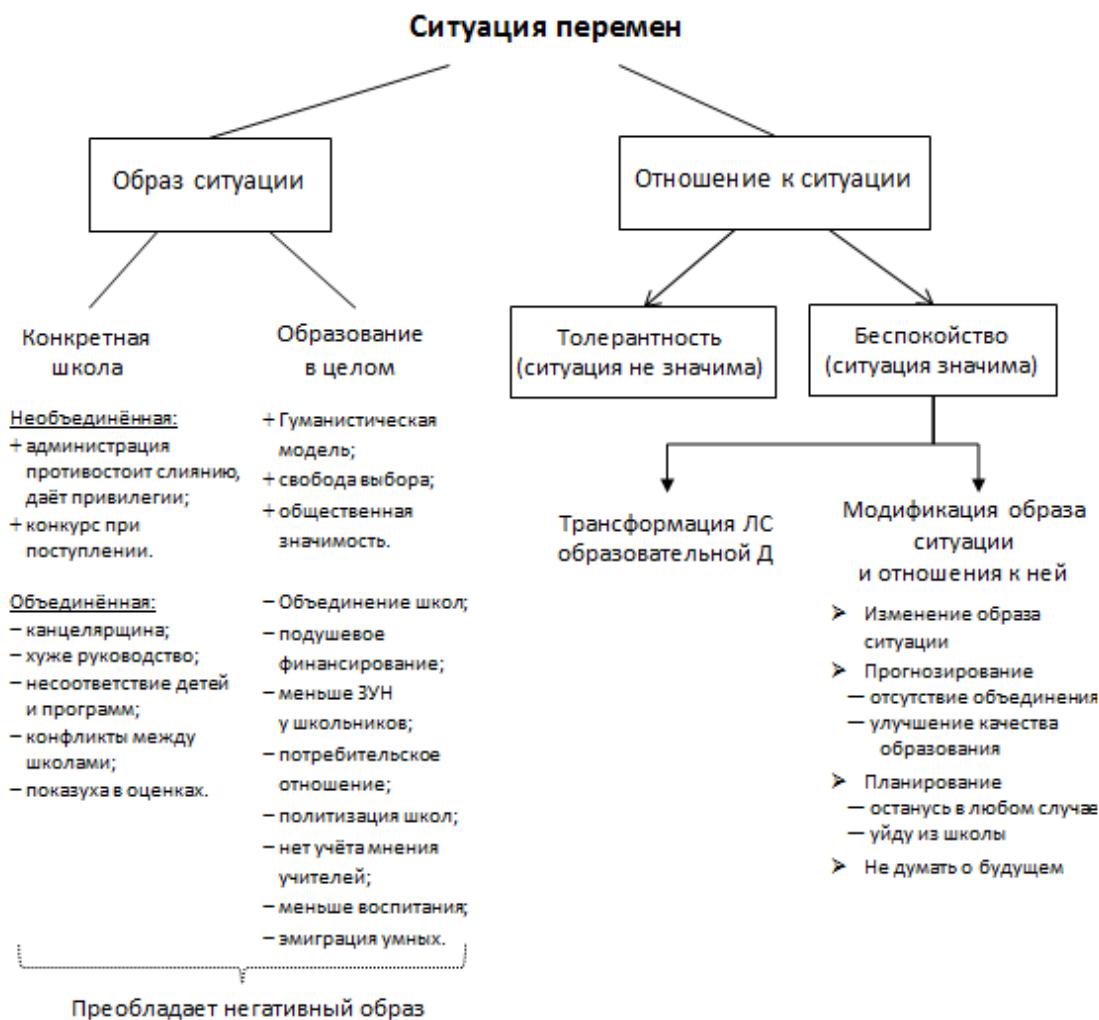 Ситуация перемен
Образ ситуации
Отношение к ситуации
Конкретная
школа
Образование
в целом
Толерантность
(ситуация не значима)
Беспокойство
(ситуация значима)
Необъединённая:
+ администрация
противостоит слиянию,
даёт привилегии;
+ конкурс при
поступлении.
Объединённая:
– канцелярщина;
– хуже руководство;
– несоответствие детей
и программ;
– конфликты между
школами;
– показуха в оценках.
+ Гуманистическая
модель;
+ свобода выбора;
+ общественная
значимость.
– Объединение школ;
– подушевое
финансирование;
– меньше ЗУН
у школьников;
– потребительское
отношение;
– политизация школ;
– нет учёта мнения
учителей;
– меньше воспитания;
– эмиграция умных.
Преобладает негативный образ
Трансформация ЛС
образовательной Д
Модификация образа
ситуации
и отношения к ней
➤ Изменение образа
ситуации
➤ Прогнозирование
– отсутствие объединения
– улучшение качества
образования
➤ Планирование
– останусь в любом случае
– уйду из школы
➤ Не думать о будущем